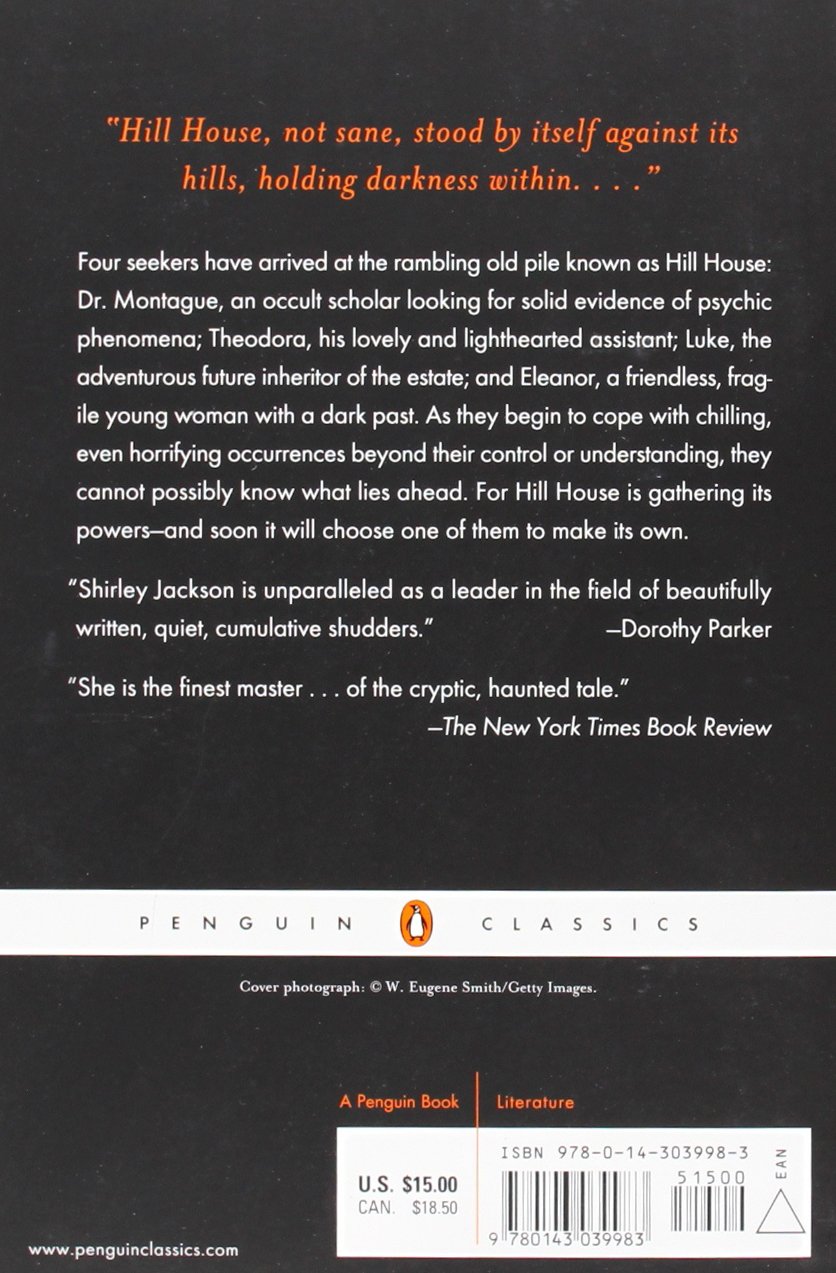 "Hill House, not sane, stood by itself against its
hills, holding darkness within. . . ."
Four seekers have arrived at the rambling old pile known as Hill House:
Dr. Montague, an occult scholar looking for solid evidence of psychic
phenomena; Theodora, his lovely and lighthearted assistant; Luke, the
adventurous future inheritor of the estate; and Eleanor, a friendless, frag-
ile young woman with a dark past. As they begin to cope with chilling,
even horrifying occurrences beyond their control or understanding, they
cannot possibly know what lies ahead. For Hill House is gathering its
powers—and soon it will choose one of them to make its own.
"Shirley Jackson is unparalleled as a leader in the field of beautifully
written, quiet, cumulative shudders." —Dorothy Parker
"She is the finest master . . . of the cryptic, haunted tale."
—The New York Times Book Review
PENGUIN CLASSICS
Cover photograph: © W. Eugene Smith/Getty Images.
A Penguin Book Literature
ISBN 978-0-14-303998-3
51500
EAN
U.S. $15.00
CAN. $18.50
9 780143 039983
www.penguinclassics.com